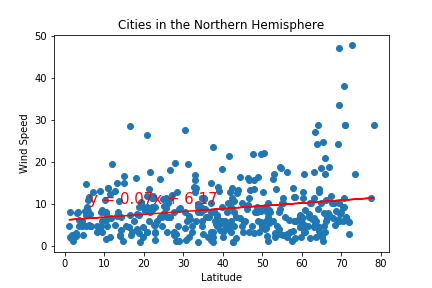 Cities in the Northern Hemisphere
50
40
30
20
10
0
Wind Speed
y = 0.07x + 6.17
0 10 20 30 40 50 60 70 80
Latitude